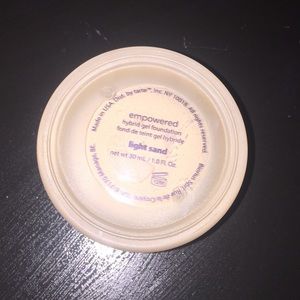 empowered
hybrid gel foundation
fond de teint gel hybride
light sand
net wt 30 mL / 1.0 Fl. Oz.
Made in USA, Dist. by tarte™, Inc. NY 10018. All rights reserved